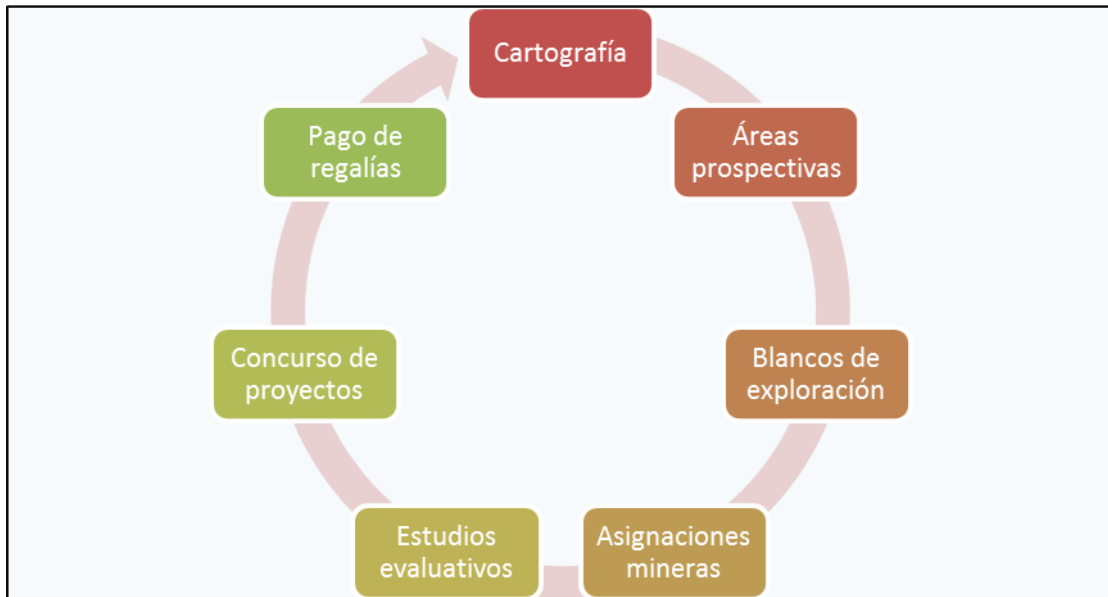 Cartografía
Áreas
prospectivas
Blancos de
exploración
Asignaciones
mineras
Estudios
evaluativos
Concurso de
proyectos
Pago de
regalías